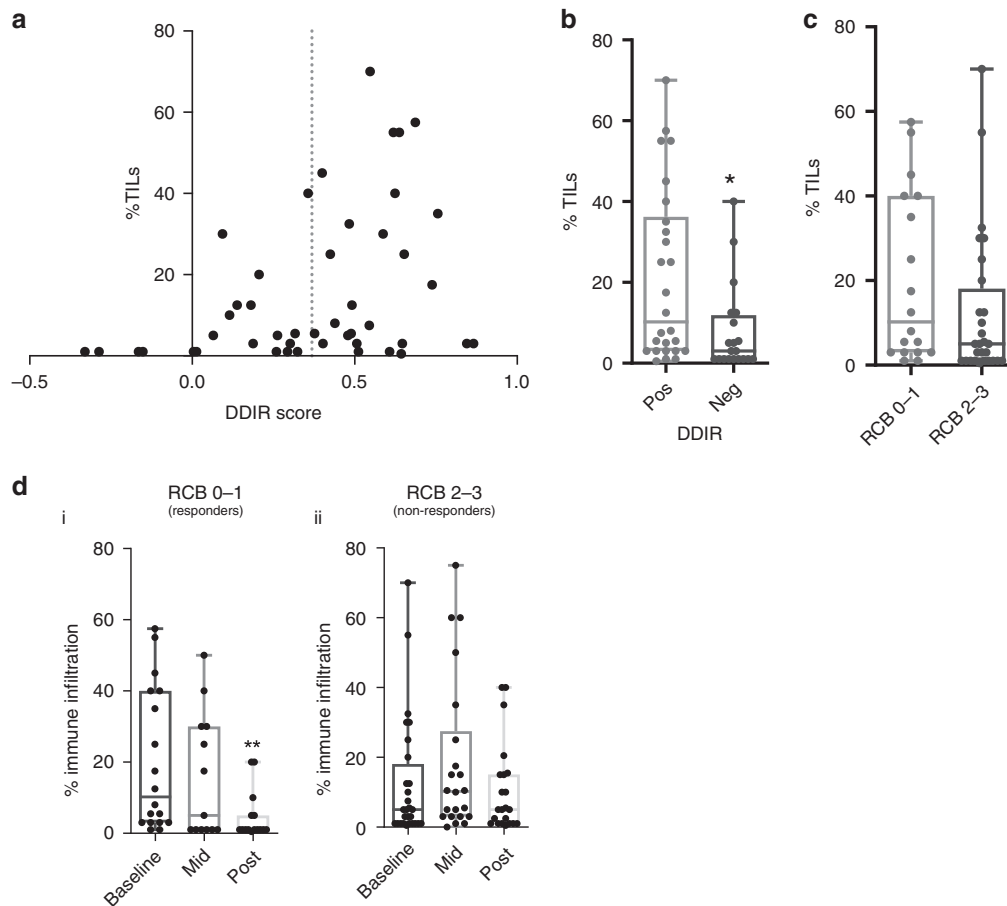 a
80
60
40
20
%TILs
–0.5
0.0
0.5
1.0
DDIR score
b
80
60
40
20
0
% TILs
*
Pos
Neg
DDIR
c
80
60
40
20
0
% TILs
RCB 0–1
RCB 2–3
d
RCB 0–1
(responders)
i
80
60
40
20
0
% immune infiltration
**
Baseline
Mid
Post
RCB 2–3
(non-responders)
ii
80
60
40
20
0
% immune infiltration
Baseline
Mid
Post